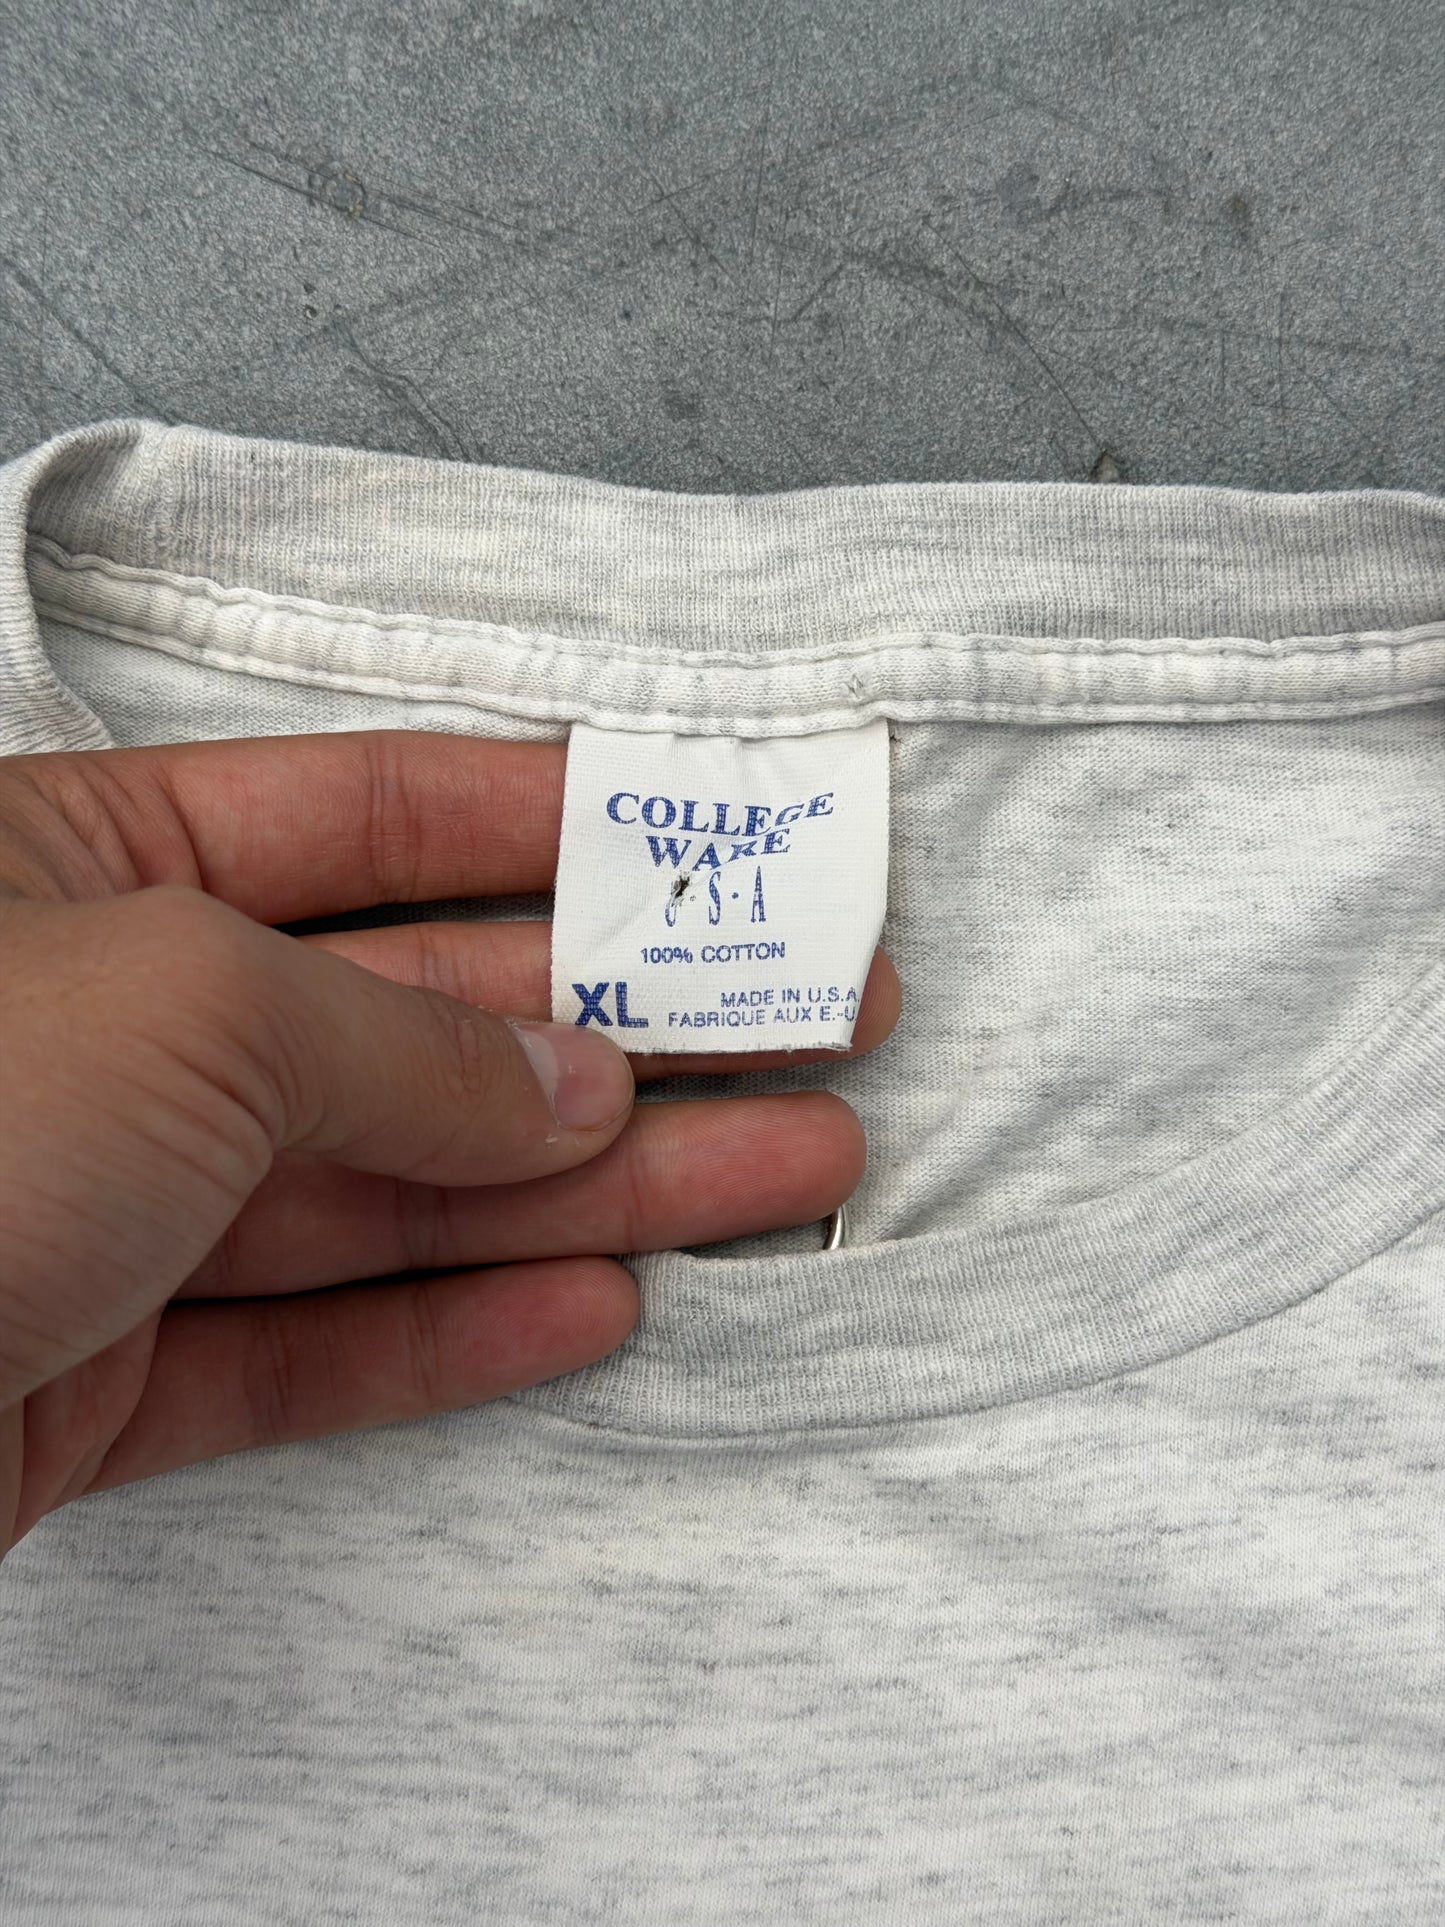 COLLEGE
WARE
U·S·A
100% COTTON
XL
MADE IN U.S.A.
FABRIQUE AUX E.-U